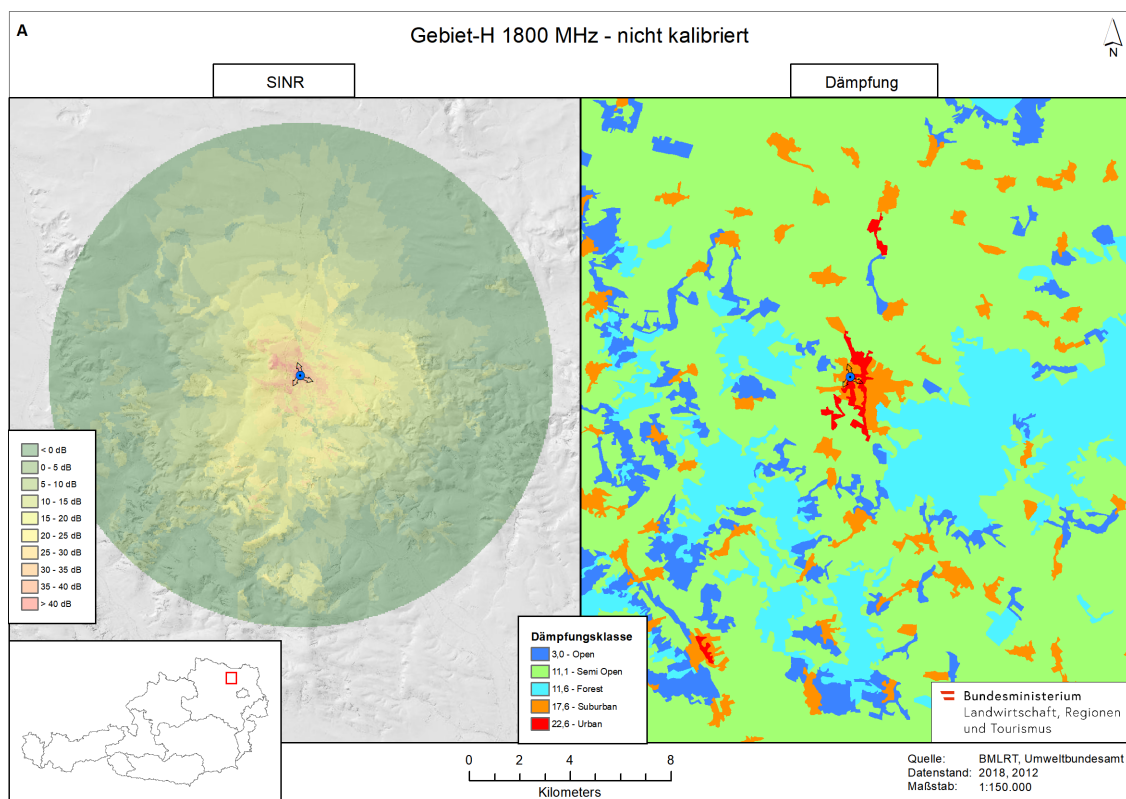 A
Gebiet-H 1800 MHz - nicht kalibriert
N
SINR
Dämpfung
< 0 dB
0 - 5 dB
5 - 10 dB
10 - 15 dB
15 - 20 dB
20 - 25 dB
25 - 30 dB
30 - 35 dB
35 - 40 dB
> 40 dB
Dämpfungsklasse
3,0 - Open
11,1 - Semi Open
11,6 - Forest
17,6 - Suburban
22,6 - Urban
Bundesministerium
Landwirtschaft, Regionen
und Tourismus
0 2 4 6 8
Kilometers
Quelle: BMLRT, Umweltbundesamt
Datenstand: 2018, 2012
Maßstab: 1:150.000